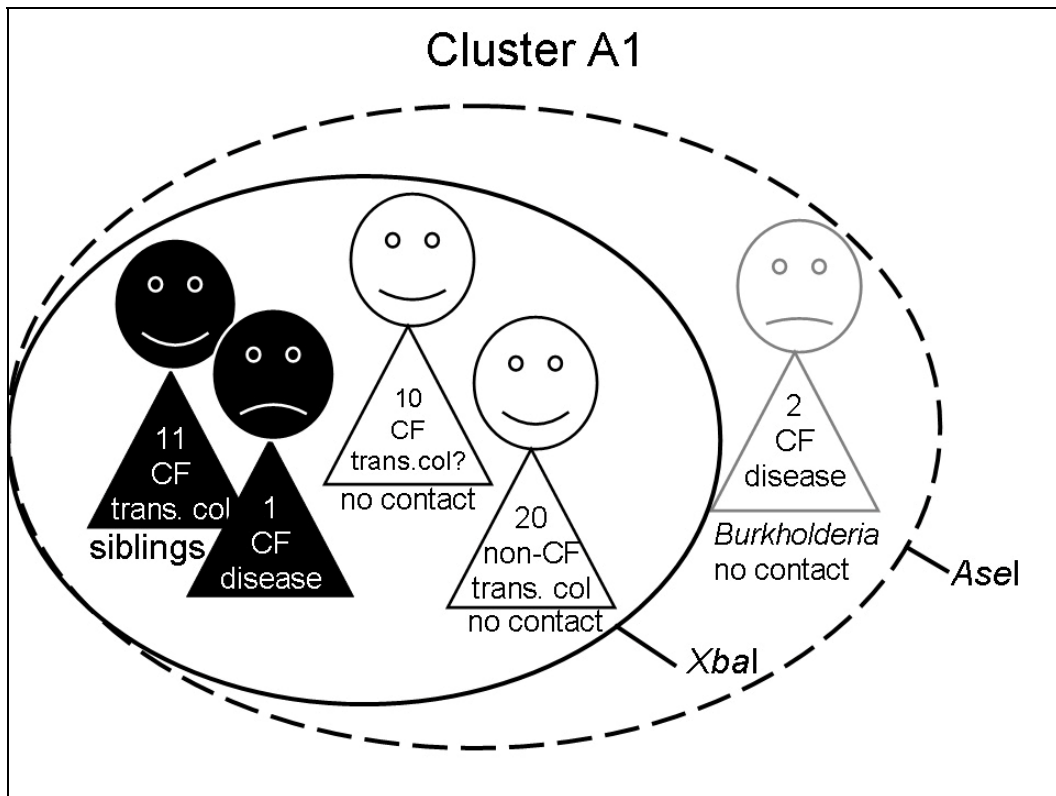 Cluster A1
11
CF
trans. col
siblings
1
CF
disease
10
CF
trans.col?
no contact
20
non-CF
trans. col
no contact
2
CF
disease
Burkholderia
no contact
AseI
XbaI